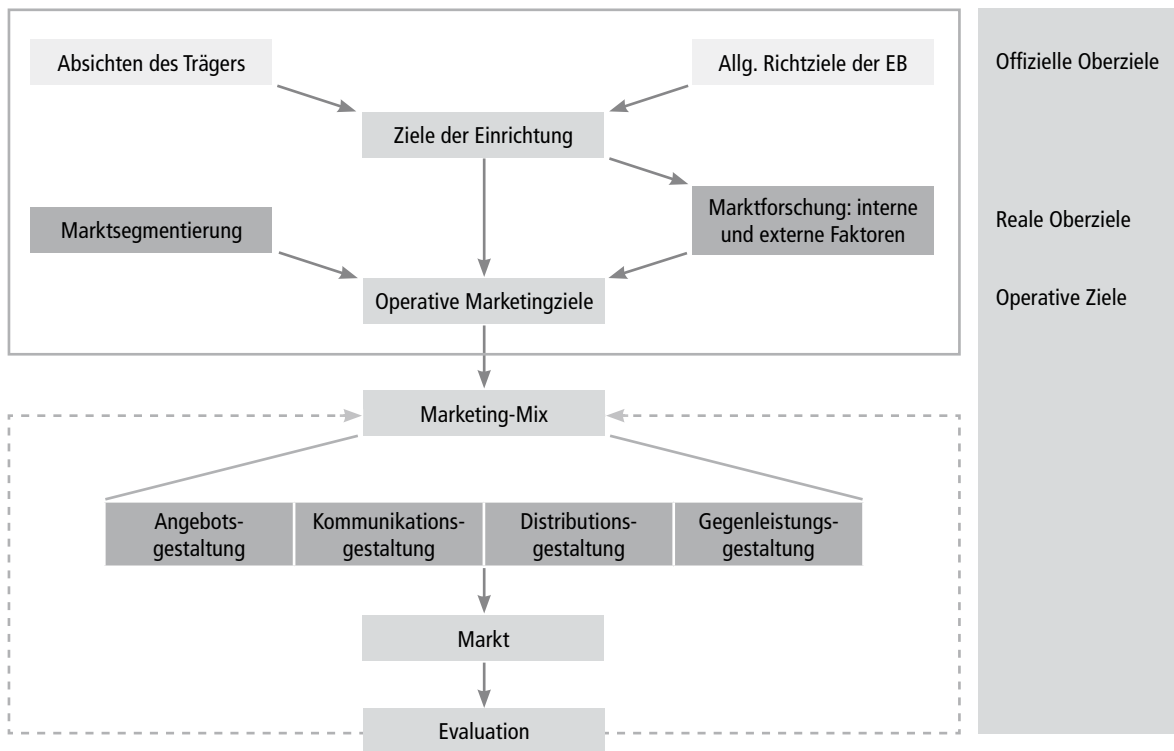 Absichten des Trägers
Allg. Richtziele der EB
Offizielle Oberziele
Ziele der Einrichtung
Marktsegmentierung
Marktforschung: interne
und externe Faktoren
Reale Oberziele
Operative Marketingziele
Operative Ziele
Marketing-Mix
Angebots-
gestaltung
Kommunikations-
gestaltung
Distributions-
gestaltung
Gegenleistungs-
gestaltung
Markt
Evaluation